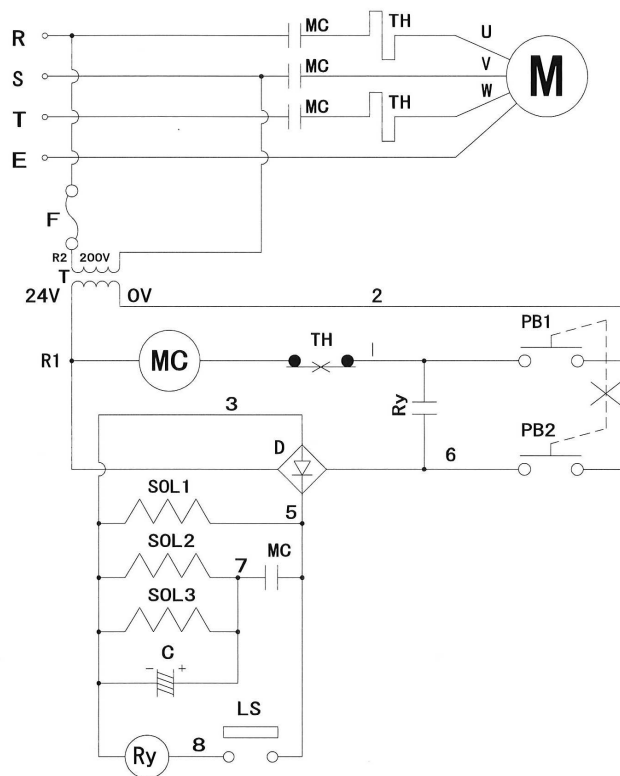 R
MC
TH
U
S
MC
V
T
MC
TH
W
M
E
F
R2 200V
T
24V
0V
2
R1
MC
TH
1
PB1
Ry
3
D
PB2
6
SOL1
5
SOL2
7
MC
SOL3
C
− +
LS
Ry
8